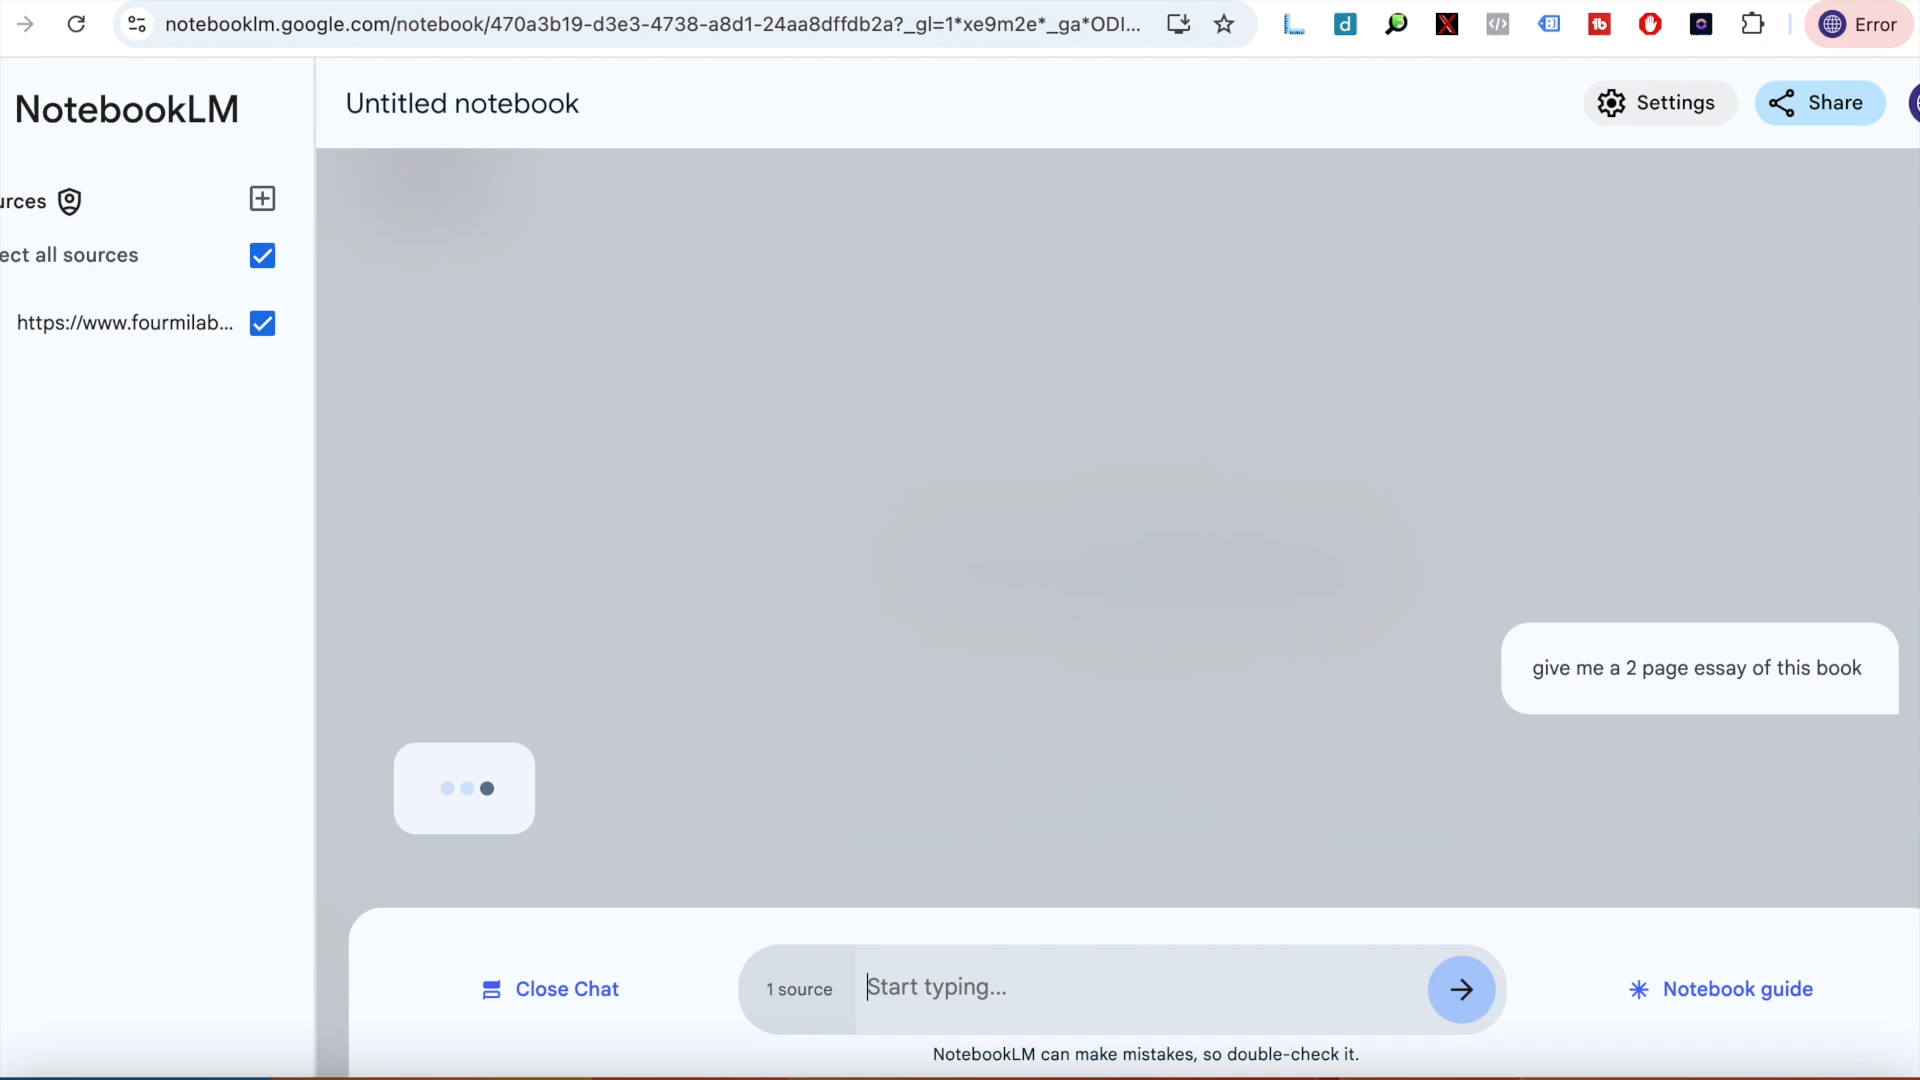 notebooklm.google.com/notebook/470a3b19-d3e3-4738-a8d1-24aa8dffdb2a?_gl=1*xe9m2e*_ga*ODI...
Error
NotebookLM
Untitled notebook
Settings
Share
urces
ect all sources
https://www.fourmilab...
give me a 2 page essay of this book
Close Chat
1 source
Start typing...
Notebook guide
NotebookLM can make mistakes, so double-check it.